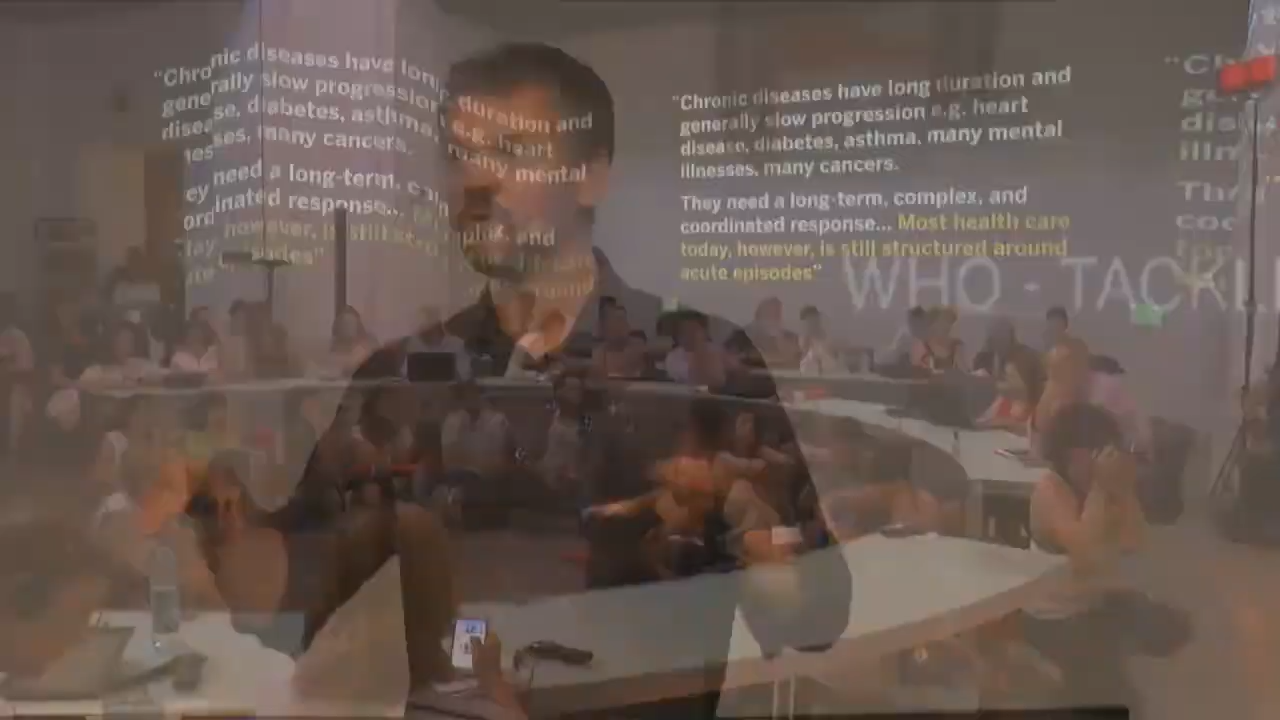 "Chronic diseases have long duration and
generally slow progression e.g. heart
disease, diabetes, asthma, many mental
illnesses, many cancers.
They need a long-term, complex, and
coordinated response... Most health care
today, however, is still structured around
acute episodes"
WHO - TACKL